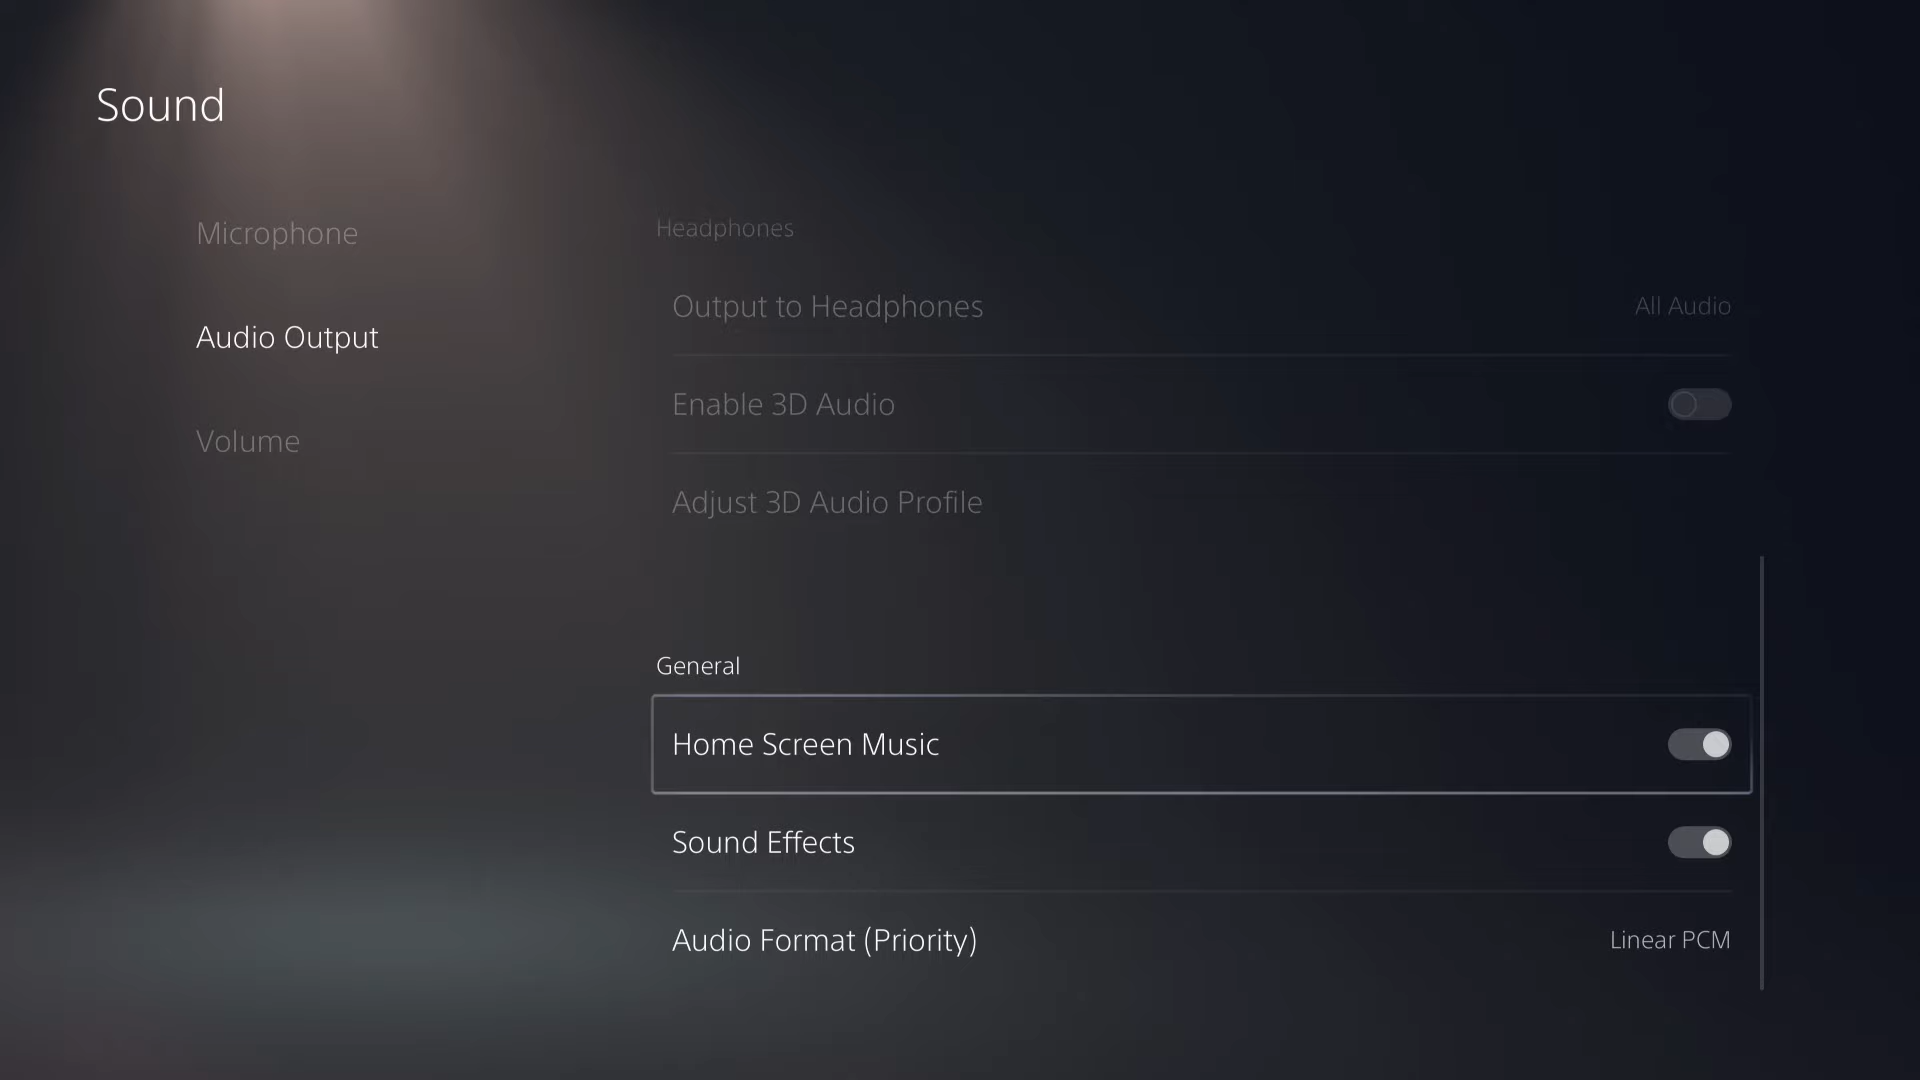 Sound
Microphone
Audio Output
Volume
Headphones
Output to Headphones All Audio
Enable 3D Audio
Adjust 3D Audio Profile
General
Home Screen Music
Sound Effects
Audio Format (Priority) Linear PCM